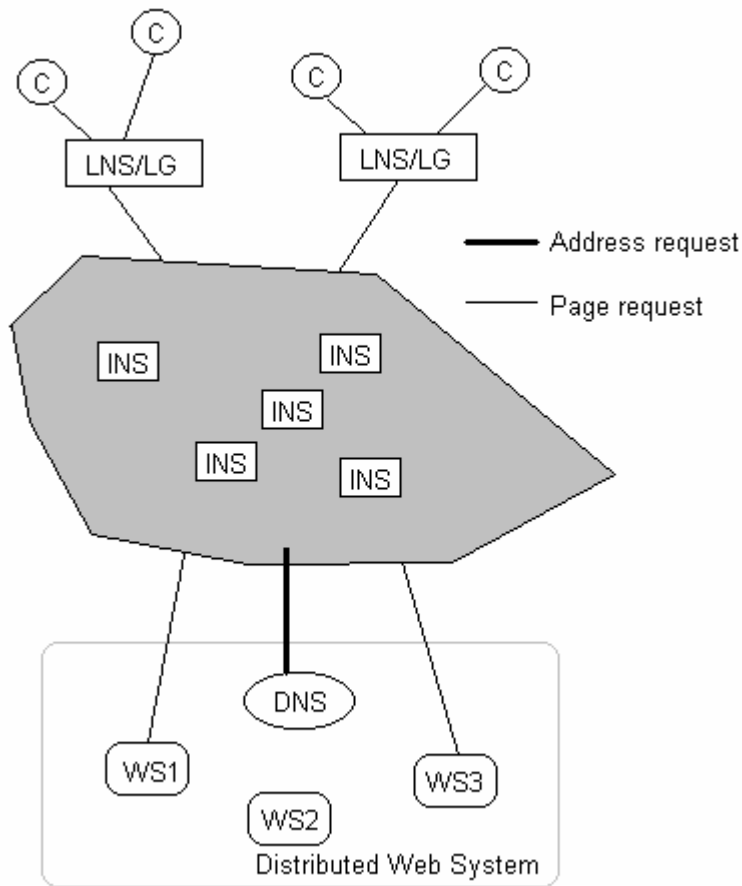 C
C
C
C
LNS/LG
LNS/LG
Address request
Page request
INS
INS
INS
INS
INS
DNS
WS1
WS3
WS2
Distributed Web System